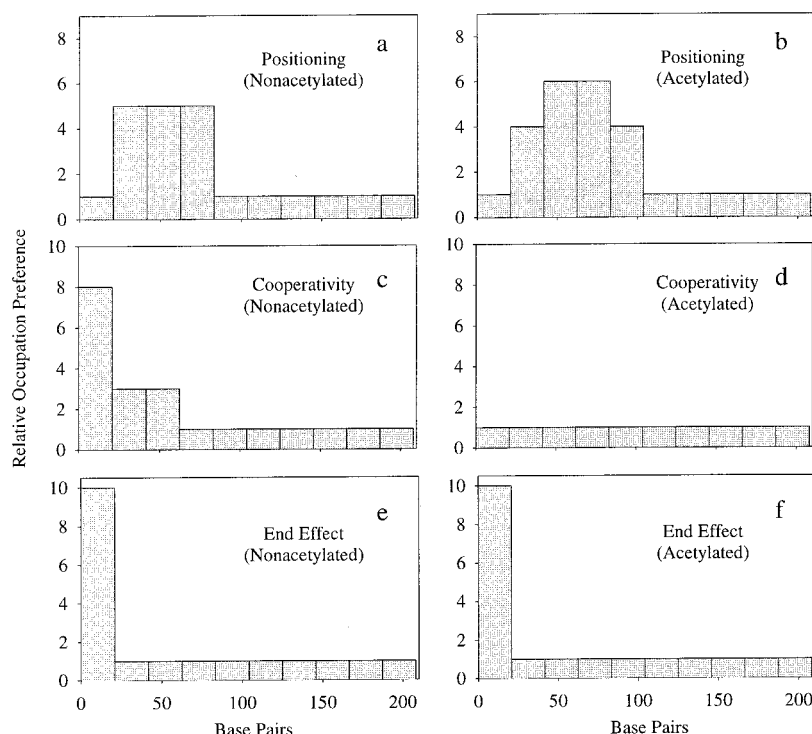 a
Positioning
(Nonacetylated)
8
6
4
2
0
b
Positioning
(Acetylated)
8
6
4
2
0
Relative Occupation Preference
c
Cooperativity
(Nonacetylated)
10
8
6
4
2
0
d
Cooperativity
(Acetylated)
10
8
6
4
2
0
e
End Effect
(Nonacetylated)
10
8
6
4
2
0
0 50 100 150 200
Base Pairs
f
End Effect
(Acetylated)
10
8
6
4
2
0
0 50 100 150 200
Base Pairs